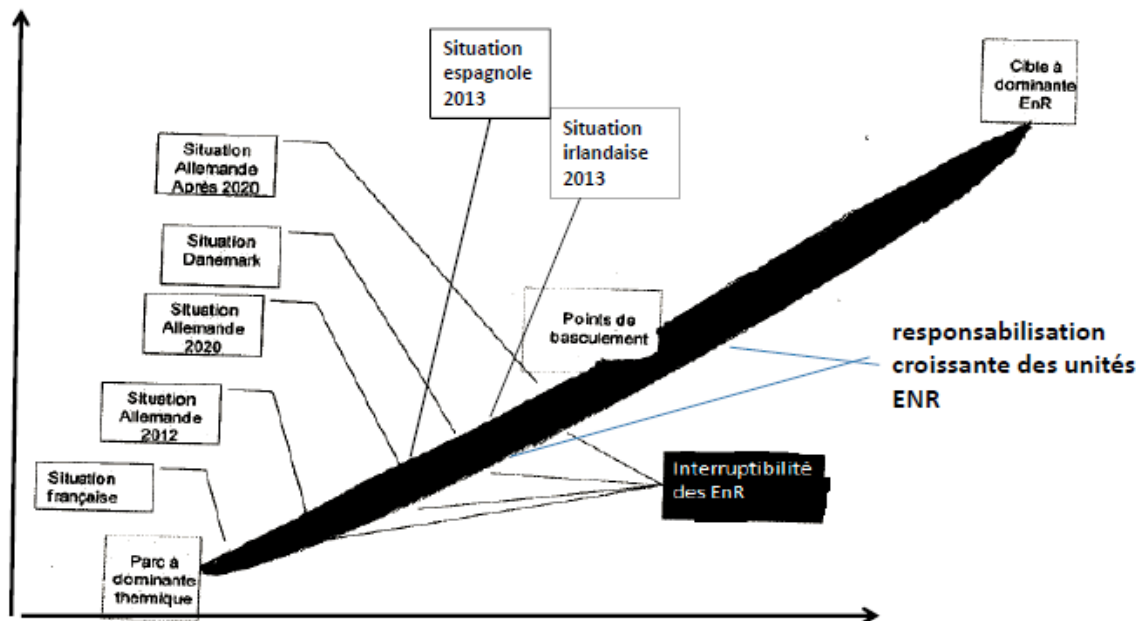 Situation
espagnole
2013
Cible à
dominante
EnR
Situation
irlandaise
2013
Situation
Allemande
Après 2020
Situation
Danemark
Situation
Allemande
2020
Points de
basculement
responsabilisation
croissante des unités
ENR
Situation
Allemande
2012
Interruptibilité
des EnR
Situation
française
Parc à
dominante
thermique